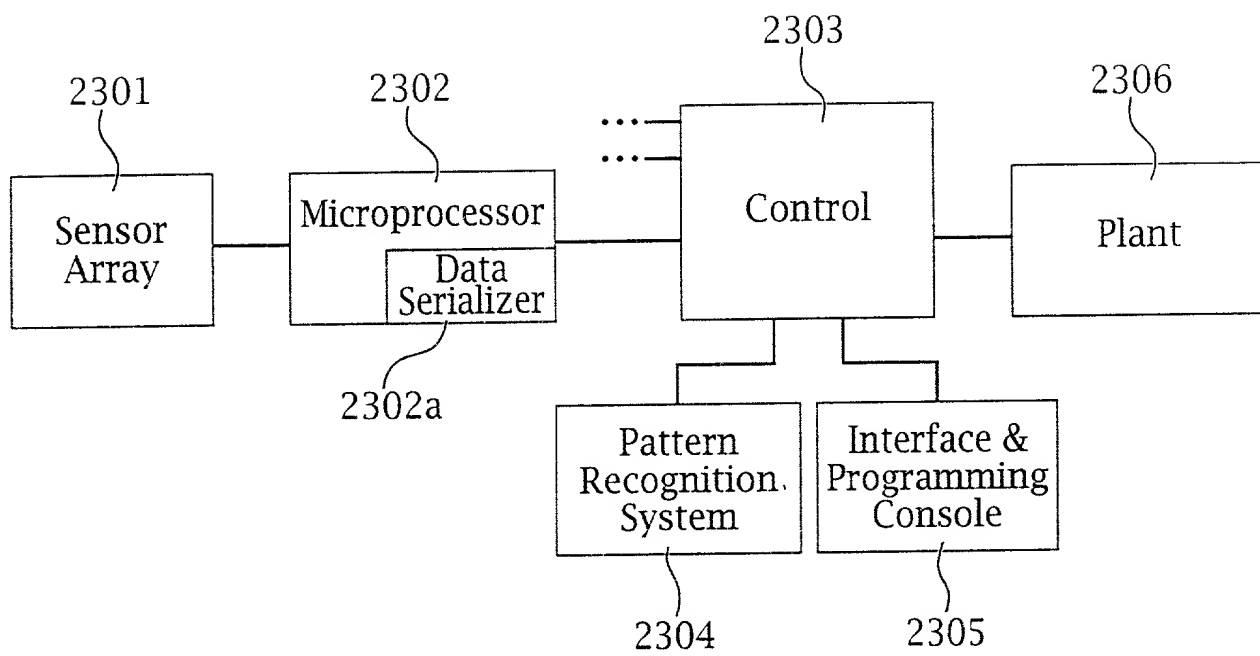 2301
2302
2303
2306
Sensor
Array
Microprocessor
Data
Serializer
2302a
Control
Plant
Pattern
Recognition
System
2304
Interface &
Programming
Console
2305